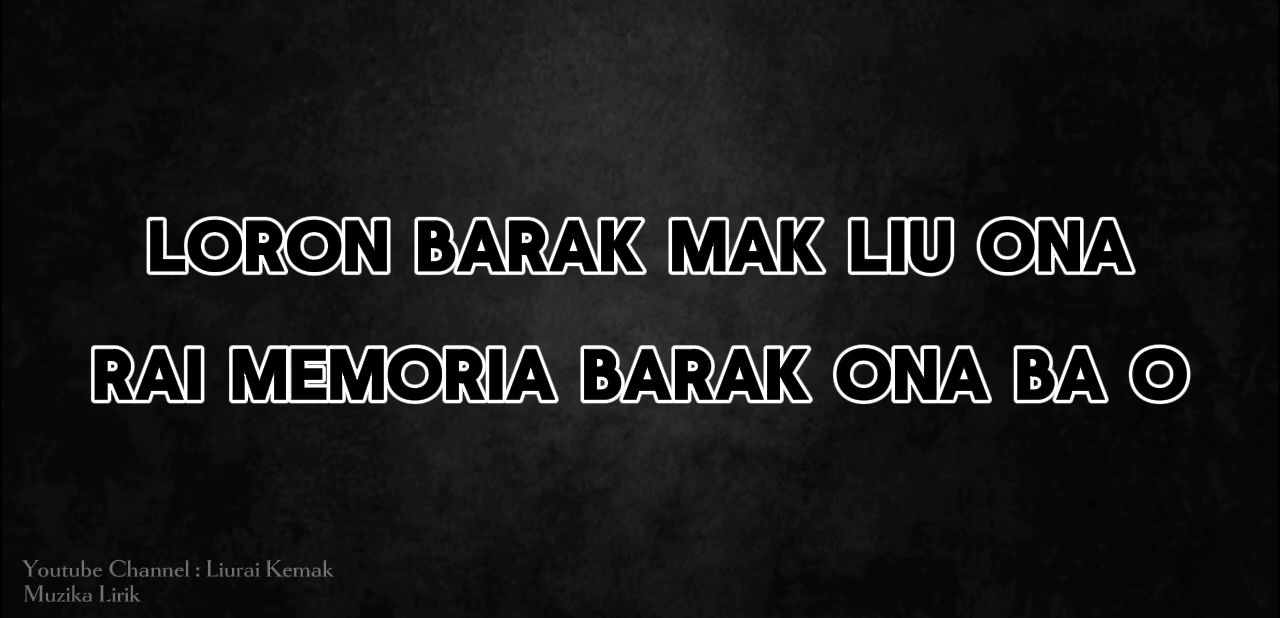 LORON BARAK MAK LIU ONA
RAI MEMORIA BARAK ONA BA O
Youtube Channel : Liurai Kemak
Muzika Lirik